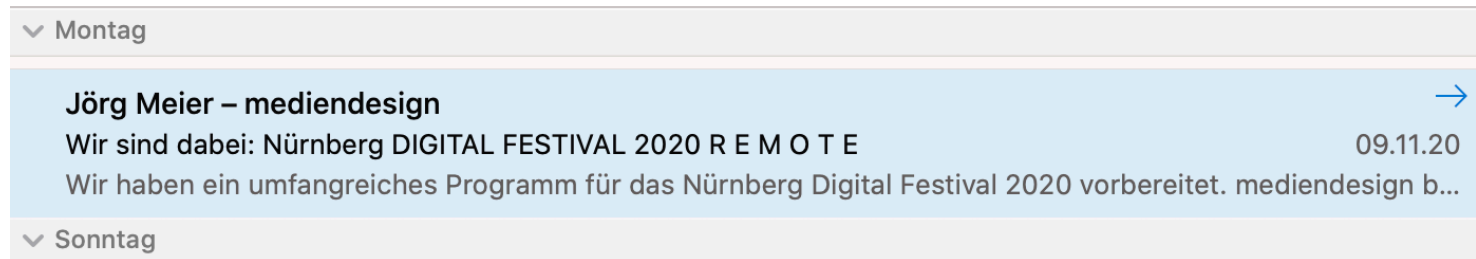 Montag
Jörg Meier – mediendesign
Wir sind dabei: Nürnberg DIGITAL FESTIVAL 2020 R E M O T E 09.11.20
Wir haben ein umfangreiches Programm für das Nürnberg Digital Festival 2020 vorbereitet. mediendesign b...
Sonntag